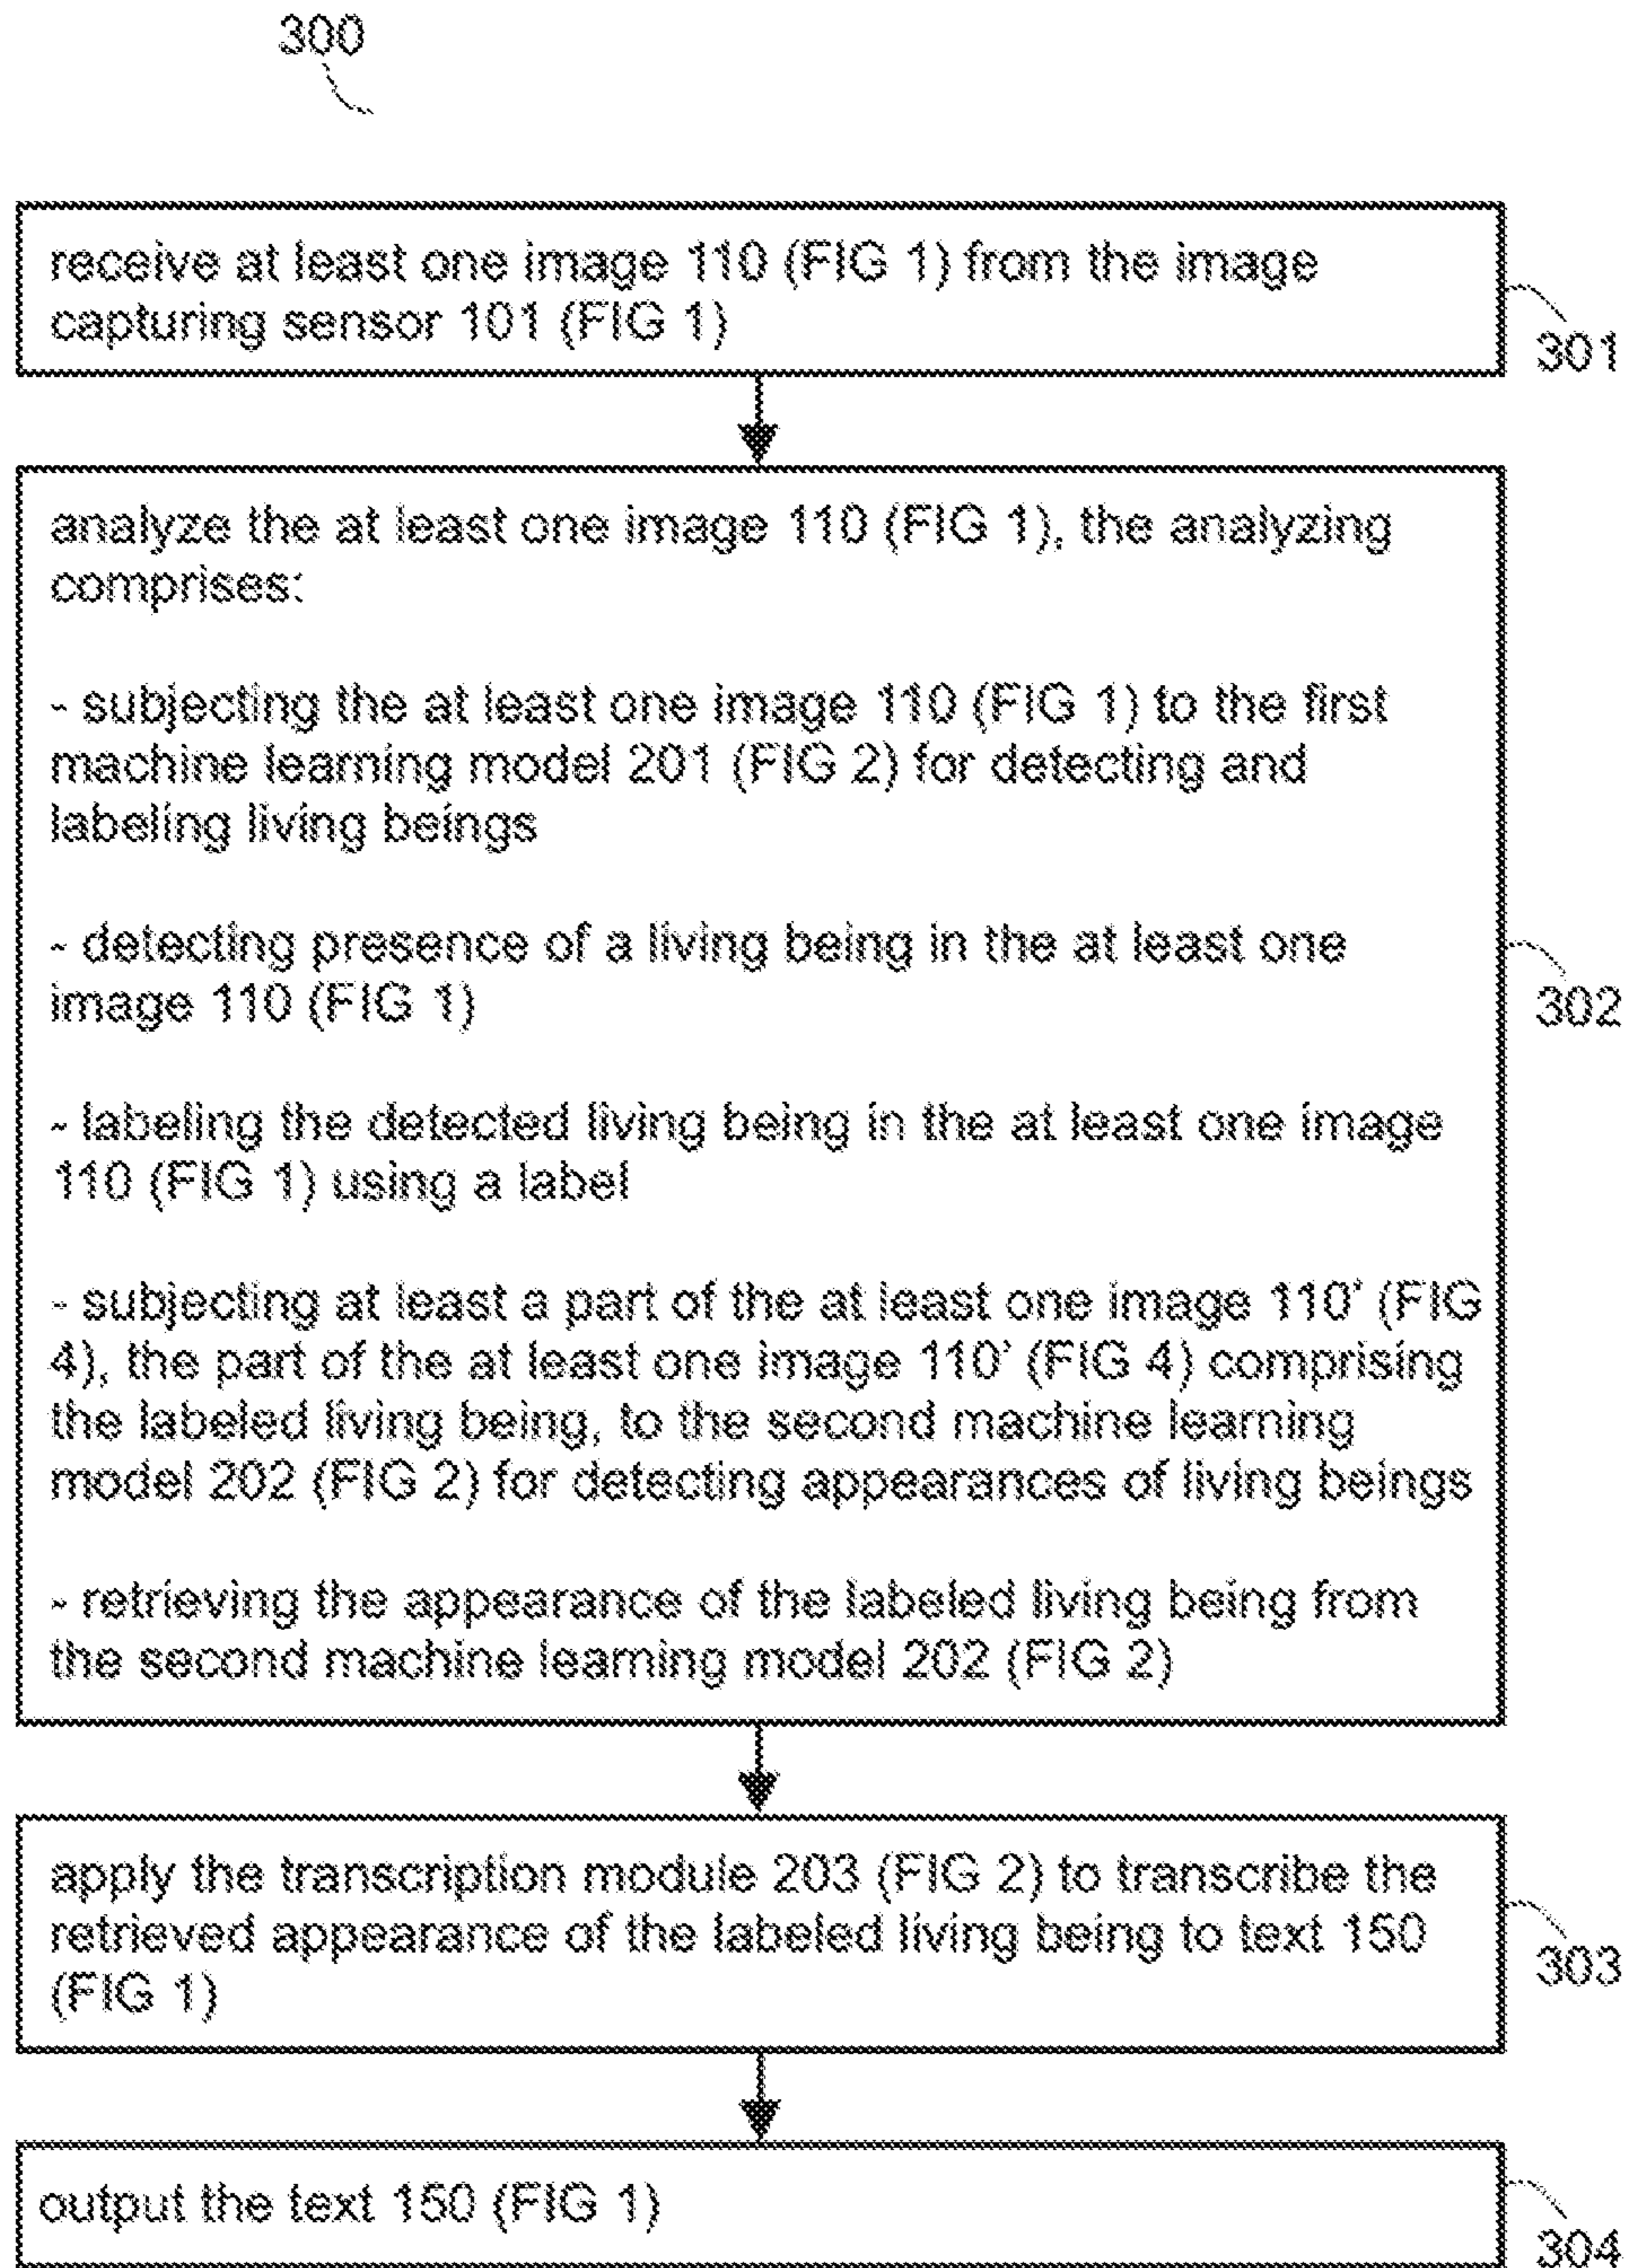 300
receive at least one image 110 (FIG 1) from the image
capturing sensor 101 (FIG 1)
301
analyze the at least one image 110 (FIG 1), the analyzing
comprises:
- subjecting the at least one image 110 (FIG 1) to the first
machine learning model 201 (FIG 2) for detecting and
labeling living beings
- detecting presence of a living being in the at least one
image 110 (FIG 1)
302
- labeling the detected living being in the at least one image
110 (FIG 1) using a label
- subjecting at least a part of the at least one image 110' (FIG
4), the part of the at least one image 110' (FIG 4) comprising
the labeled living being, to the second machine learning
model 202 (FIG 2) for detecting appearances of living beings
- retrieving the appearance of the labeled living being from
the second machine learning model 202 (FIG 2)
apply the transcription module 203 (FIG 2) to transcribe the
retrieved appearance of the labeled living being to text 150
(FIG 1)
303
output the text 150 (FIG 1)
304